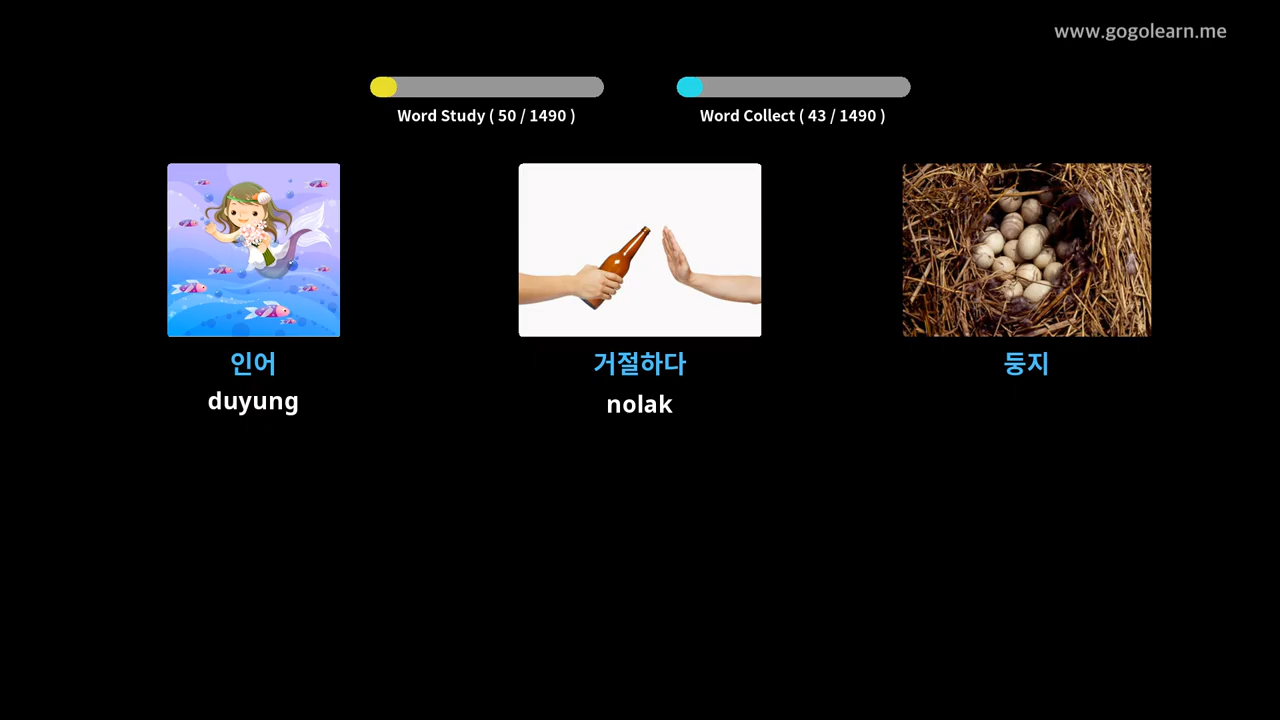 www.gogolearn.me
Word Study ( 50 / 1490 )
Word Collect ( 43 / 1490 )
인어
거절하다
둥지
duyung
nolak